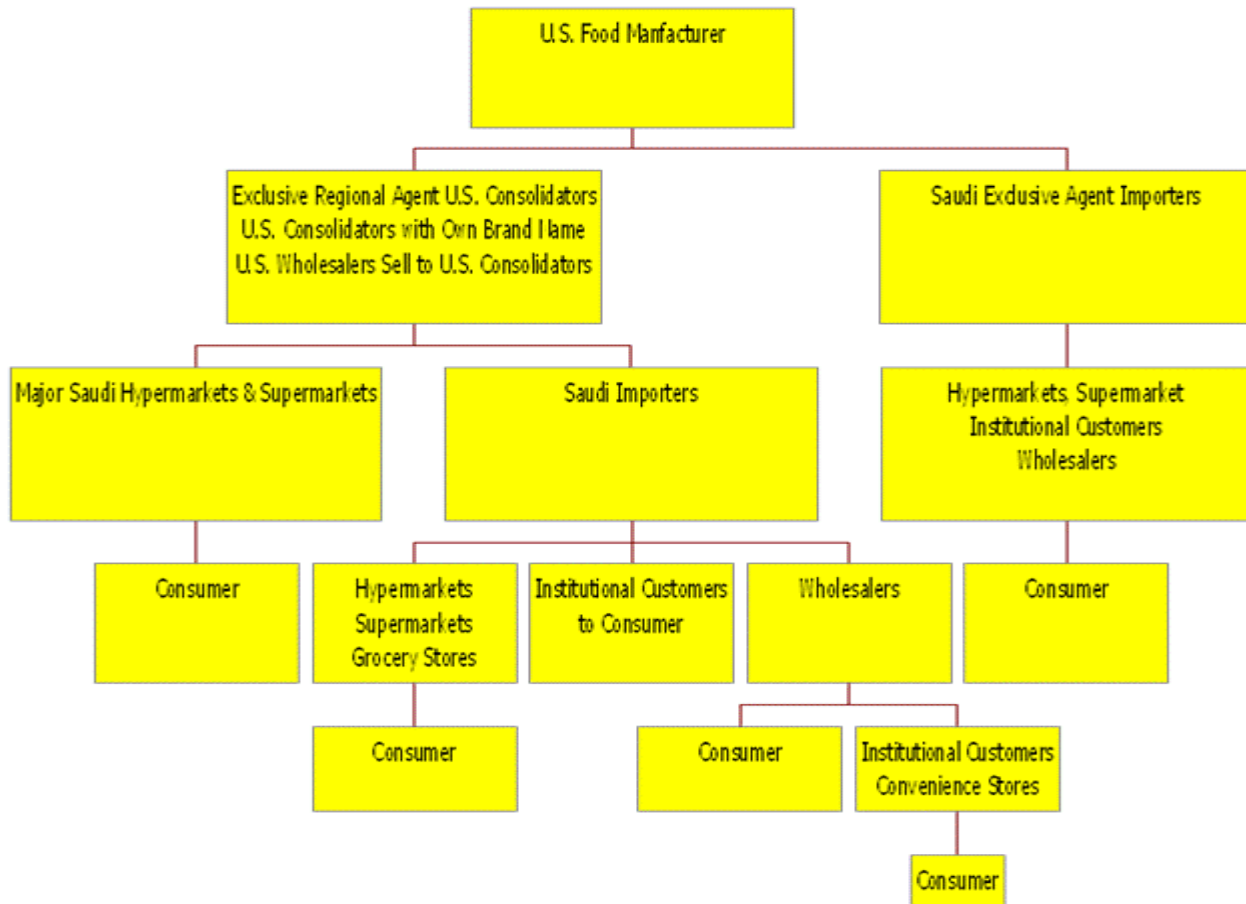 U.S. Food Manfacturer
Exclusive Regional Agent U.S. Consolidators
U.S. Consolidators with Own Brand Name
U.S. Wholesalers Sell to U.S. Consolidators
Saudi Exclusive Agent Importers
Major Saudi Hypermarkets & Supermarkets
Saudi Importers
Hypermarkets, Supermarket
Institutional Customers
Wholesalers
Consumer
Hypermarkets
Supermarkets
Grocery Stores
Institutional Customers
to Consumer
Wholesalers
Consumer
Consumer
Consumer
Institutional Customers
Convenience Stores
Consumer